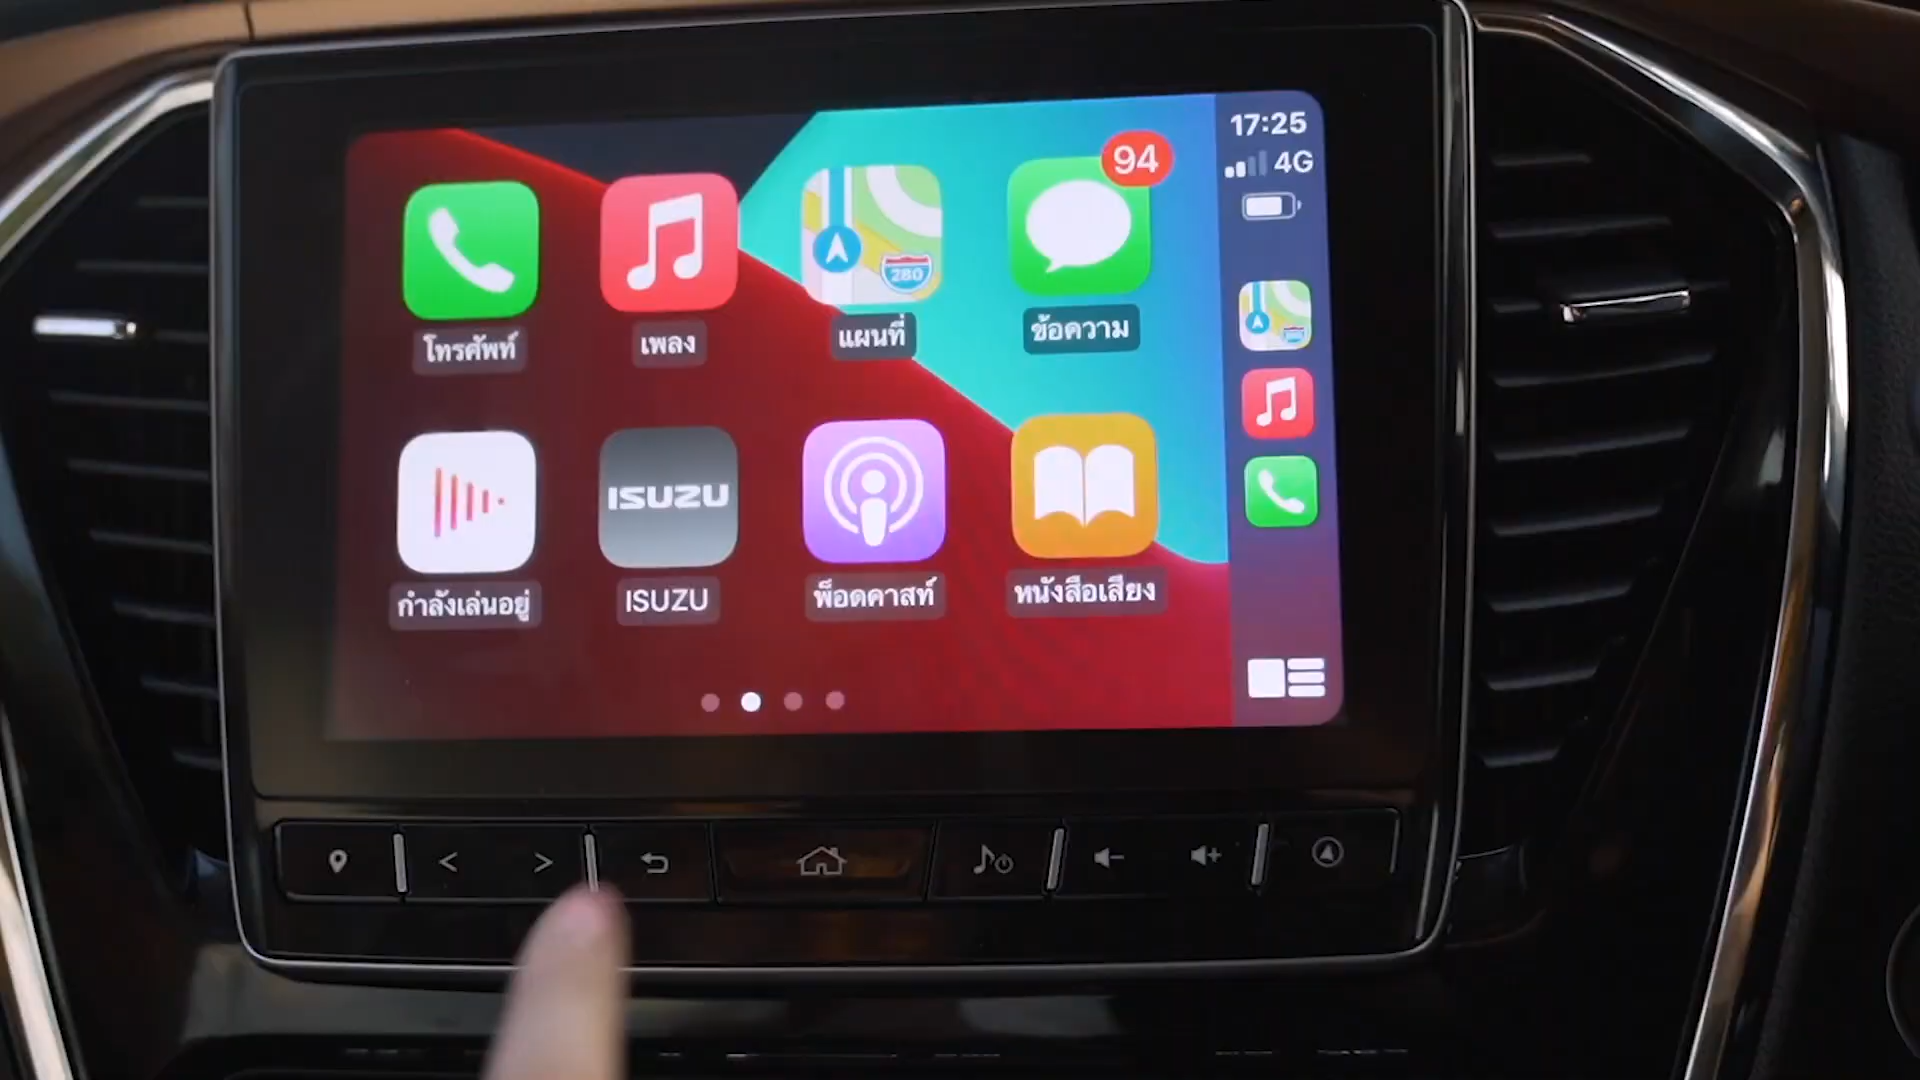 17:25
4G
94
280
โทรศัพท์
เพลง
แผนที่
ข้อความ
ISUZU
กำลังเล่นอยู่
ISUZU
พ็อดคาสท์
หนังสือเสียง